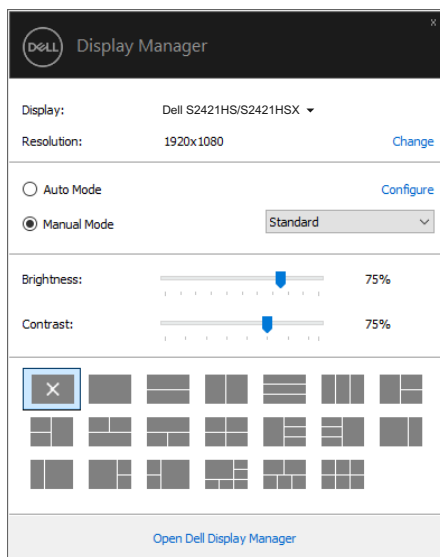 x
DELL Display Manager
Display: Dell S2421HS/S2421HSX
Resolution: 1920x1080 Change
Auto Mode Configure
Manual Mode Standard
Brightness: 75%
Contrast: 75%
Open Dell Display Manager